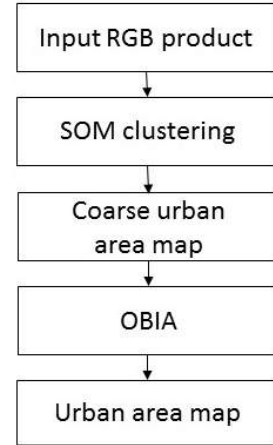 Input RGB product
SOM clustering
Coarse urban
area map
OBIA
Urban area map